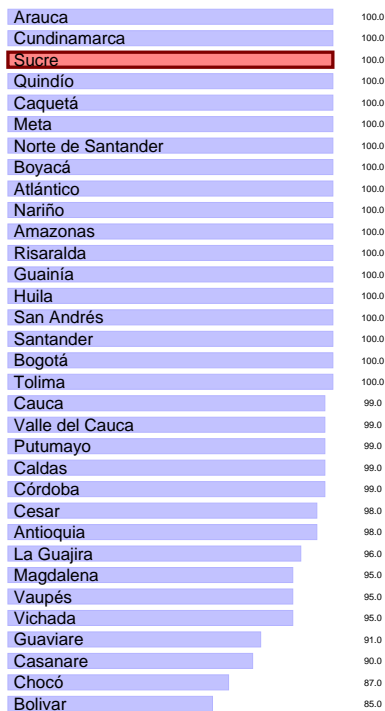 Arauca 100.0
Cundinamarca 100.0
Sucre 100.0
Quindío 100.0
Caquetá 100.0
Meta 100.0
Norte de Santander 100.0
Boyacá 100.0
Atlántico 100.0
Nariño 100.0
Amazonas 100.0
Risaralda 100.0
Guainía 100.0
Huila 100.0
San Andrés 100.0
Santander 100.0
Bogotá 100.0
Tolima 100.0
Cauca 99.0
Valle del Cauca 99.0
Putumayo 99.0
Caldas 99.0
Córdoba 99.0
Cesar 98.0
Antioquia 98.0
La Guajira 96.0
Magdalena 95.0
Vaupés 95.0
Vichada 95.0
Guaviare 91.0
Casanare 90.0
Chocó 87.0
Bolivar 85.0